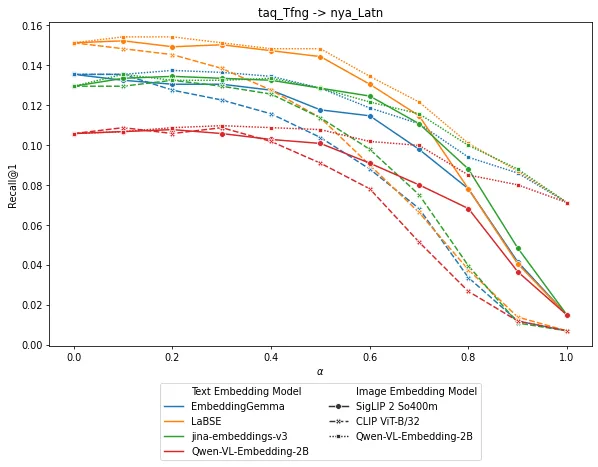 taq_Tfng -> nya_Latn
0.16
0.14
0.12
0.10
0.08
0.06
0.04
0.02
0.00
Recall@1
0.0 0.2 0.4 0.6 0.8 1.0
α
Text Embedding Model Image Embedding Model
EmbeddingGemma SigLIP 2 So400m
LaBSE CLIP ViT-B/32
jina-embeddings-v3 Qwen-VL-Embedding-2B
Qwen-VL-Embedding-2B